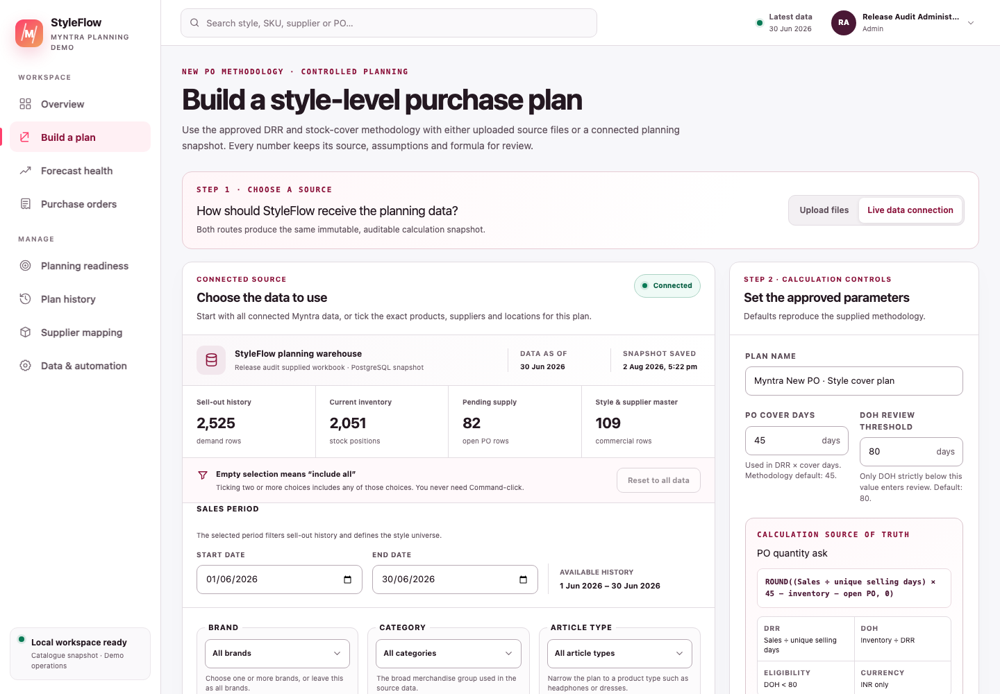 StyleFlow
MYNTRA PLANNING
DEMO
WORKSPACE
Overview
Build a plan
Forecast health
Purchase orders
MANAGE
Planning readiness
Plan history
Supplier mapping
Data & automation
Local workspace ready
Catalogue snapshot · Demo
operations
Search style, SKU, supplier or PO...
Latest data
30 Jun 2026
RA
Release Audit Administ...
Admin
NEW PO METHODOLOGY · CONTROLLED PLANNING
Build a style-level purchase plan
Use the approved DRR and stock-cover methodology with either uploaded source files or a connected planning
snapshot. Every number keeps its source, assumptions and formula for review.
STEP 1 · CHOOSE A SOURCE
How should StyleFlow receive the planning data?
Both routes produce the same immutable, auditable calculation snapshot.
Upload files
Live data connection
CONNECTED SOURCE
Choose the data to use
Start with all connected Myntra data, or tick the exact products, suppliers and locations for this plan.
Connected
StyleFlow planning warehouse
Release audit supplied workbook · PostgreSQL snapshot
DATA AS OF
30 Jun 2026
SNAPSHOT SAVED
2 Aug 2026, 5:22 pm
Sell-out history
2,525
demand rows
Current inventory
2,051
stock positions
Pending supply
82
open PO rows
Style & supplier master
109
commercial rows
Empty selection means “include all”
Ticking two or more choices includes any of those choices. You never need Command-click.
Reset to all data
SALES PERIOD
The selected period filters sell-out history and defines the style universe.
START DATE
01/06/2026
END DATE
30/06/2026
AVAILABLE HISTORY
1 Jun 2026 – 30 Jun 2026
BRAND
All brands
Choose one or more brands, or leave this
as all brands.
CATEGORY
All categories
The broad merchandise group used in the
source data.
ARTICLE TYPE
All article types
Narrow the plan to a product type such as
headphones or dresses.
STEP 2 · CALCULATION CONTROLS
Set the approved parameters
Defaults reproduce the supplied methodology.
PLAN NAME
Myntra New PO · Style cover plan
PO COVER DAYS
45 days
Used in DRR × cover days.
Methodology default: 45.
DOH REVIEW
THRESHOLD
80 days
Only DOH strictly below this
value enters review. Default:
80.
CALCULATION SOURCE OF TRUTH
PO quantity ask
ROUND((Sales ÷ unique selling days) ×
45 − inventory − open PO, 0)
DRR
Sales ÷ unique selling
days
DOH
Inventory ÷ DRR
ELIGIBILITY
DOH < 80
CURRENCY
INR only